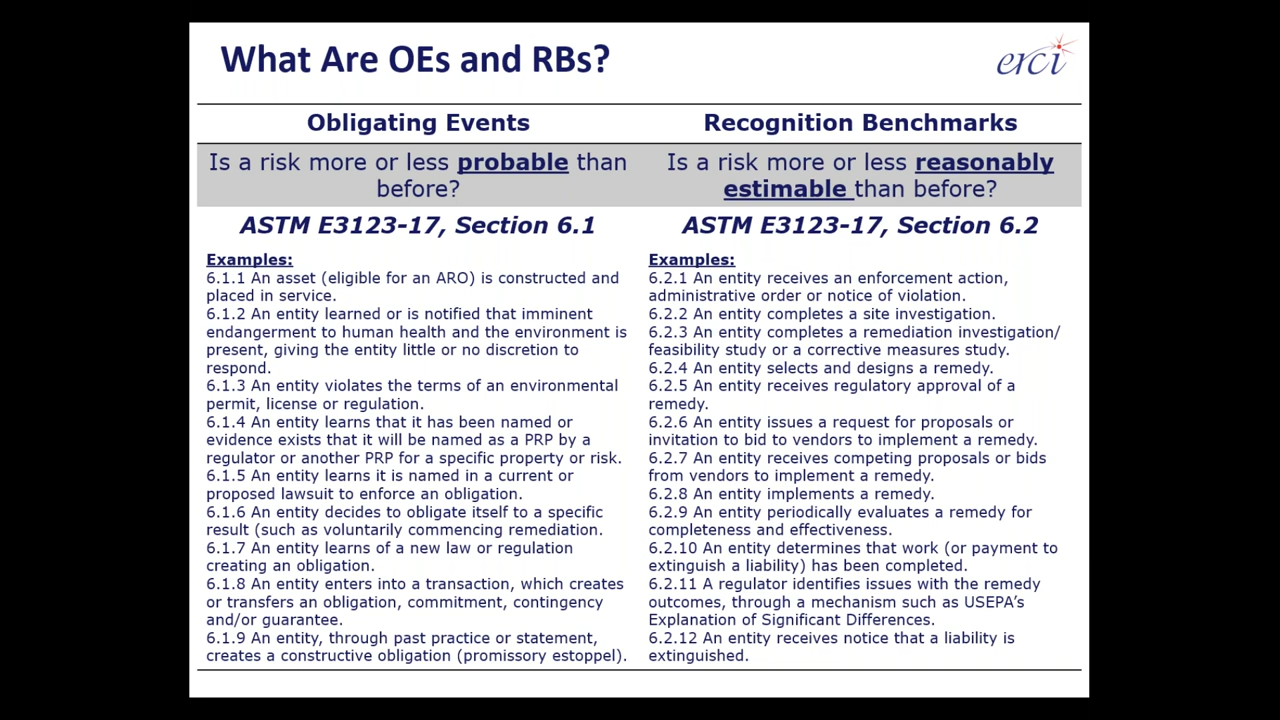 What Are OEs and RBs?
erci
Obligating Events
Is a risk more or less probable than
before?
ASTM E3123-17, Section 6.1
Examples:
6.1.1 An asset (eligible for an ARO) is constructed and
placed in service.
6.1.2 An entity learned or is notified that imminent
endangerment to human health and the environment is
present, giving the entity little or no discretion to
respond.
6.1.3 An entity violates the terms of an environmental
permit, license or regulation.
6.1.4 An entity learns that it has been named or
evidence exists that it will be named as a PRP by a
regulator or another PRP for a specific property or risk.
6.1.5 An entity learns it is named in a current or
proposed lawsuit to enforce an obligation.
6.1.6 An entity decides to obligate itself to a specific
result (such as voluntarily commencing remediation.
6.1.7 An entity learns of a new law or regulation
creating an obligation.
6.1.8 An entity enters into a transaction, which creates
or transfers an obligation, commitment, contingency
and/or guarantee.
6.1.9 An entity, through past practice or statement,
creates a constructive obligation (promissory estoppel).
Recognition Benchmarks
Is a risk more or less reasonably
estimable than before?
ASTM E3123-17, Section 6.2
Examples:
6.2.1 An entity receives an enforcement action,
administrative order or notice of violation.
6.2.2 An entity completes a site investigation.
6.2.3 An entity completes a remediation investigation/
feasibility study or a corrective measures study.
6.2.4 An entity selects and designs a remedy.
6.2.5 An entity receives regulatory approval of a
remedy.
6.2.6 An entity issues a request for proposals or
invitation to bid to vendors to implement a remedy.
6.2.7 An entity receives competing proposals or bids
from vendors to implement a remedy.
6.2.8 An entity implements a remedy.
6.2.9 An entity periodically evaluates a remedy for
completeness and effectiveness.
6.2.10 An entity determines that work (or payment to
extinguish a liability) has been completed.
6.2.11 A regulator identifies issues with the remedy
outcomes, through a mechanism such as USEPA’s
Explanation of Significant Differences.
6.2.12 An entity receives notice that a liability is
extinguished.